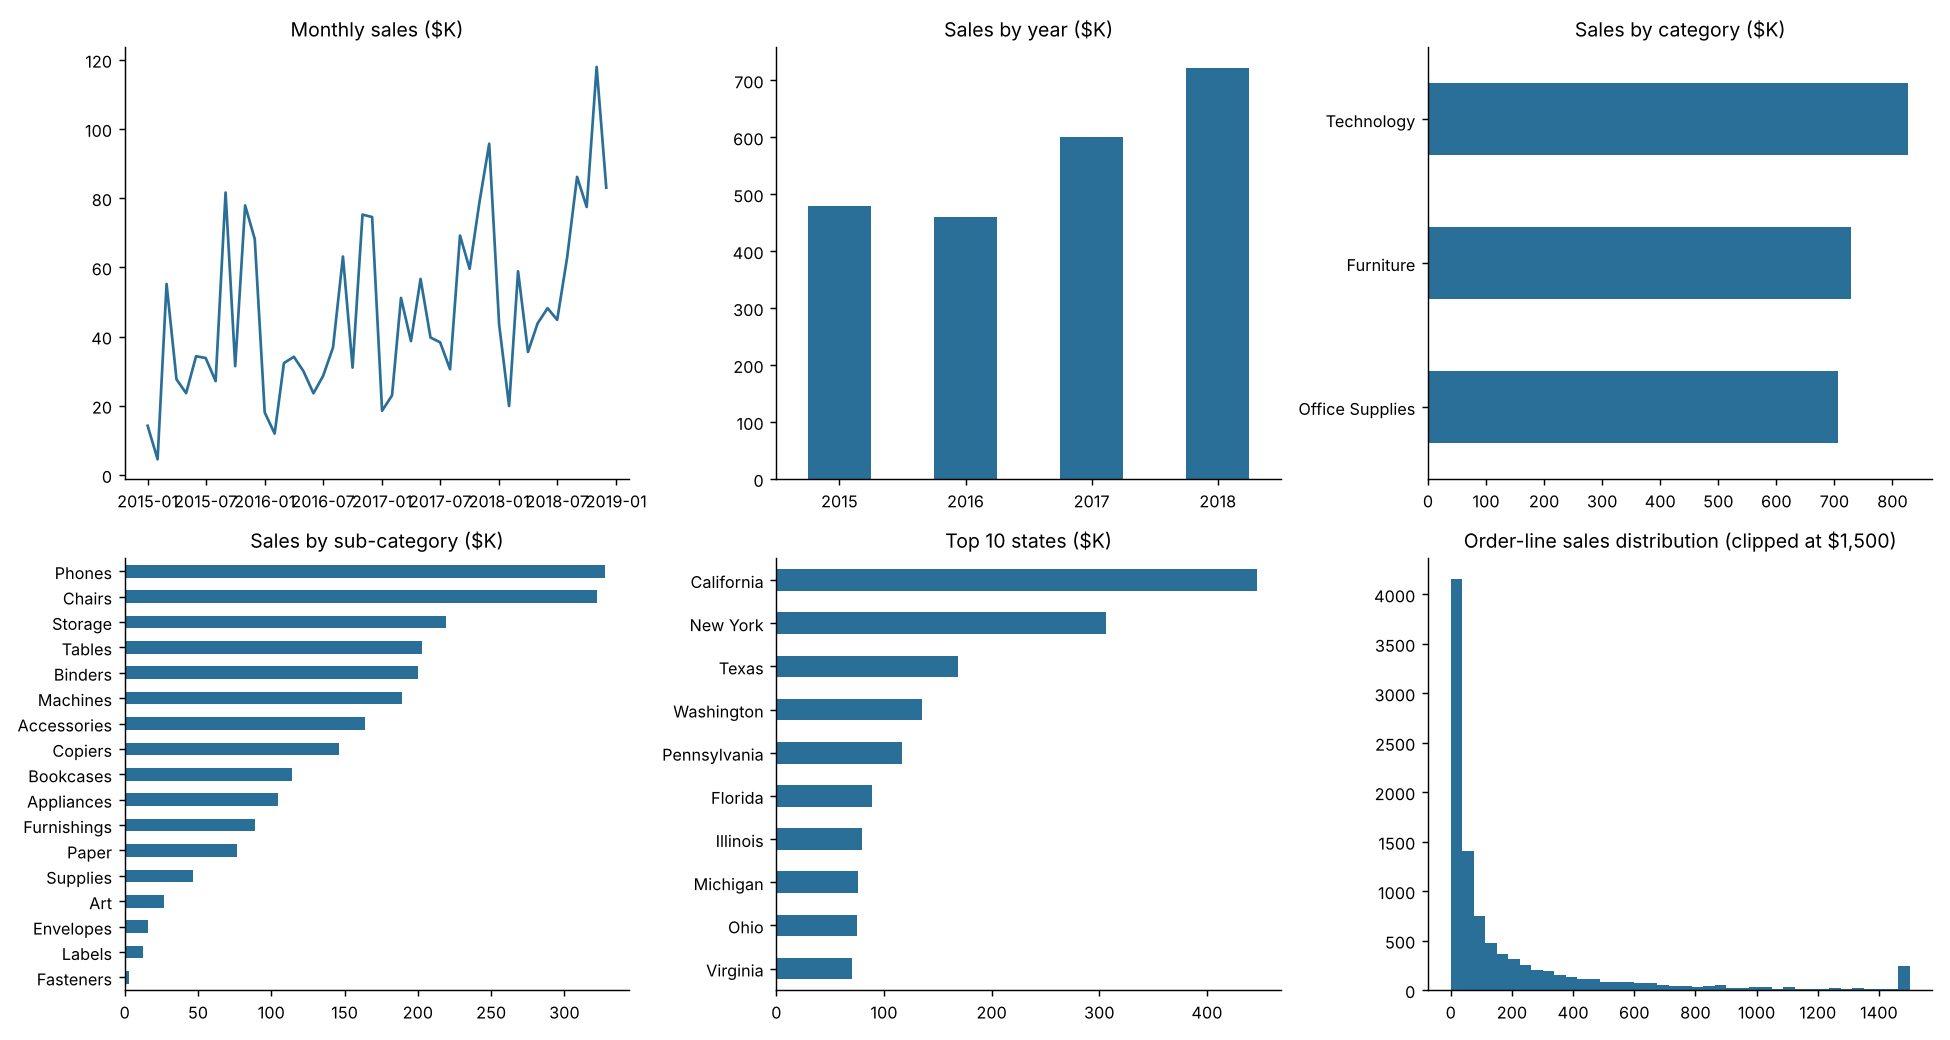 Monthly sales ($K)
120
100
80
60
40
20
0
2015-01
2015-07
2016-01
2016-07
2017-01
2017-07
2018-01
2018-07
2019-01
Sales by year ($K)
700
600
500
400
300
200
100
0
2015
2016
2017
2018
Sales by category ($K)
Technology
Furniture
Office Supplies
0
100
200
300
400
500
600
700
800
Sales by sub-category ($K)
Phones
Chairs
Storage
Tables
Binders
Machines
Accessories
Copiers
Bookcases
Appliances
Furnishings
Paper
Supplies
Art
Envelopes
Labels
Fasteners
0
50
100
150
200
250
300
Top 10 states ($K)
California
New York
Texas
Washington
Pennsylvania
Florida
Illinois
Michigan
Ohio
Virginia
0
100
200
300
400
Order-line sales distribution (clipped at $1,500)
4000
3500
3000
2500
2000
1500
1000
500
0
0
200
400
600
800
1000
1200
1400